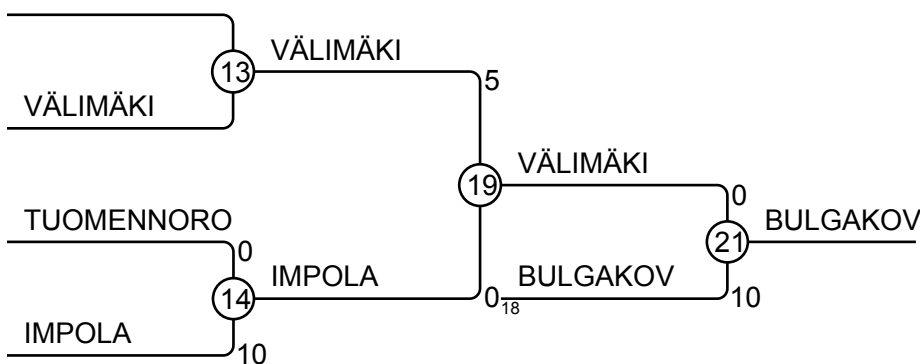 VÄLIMÄKI
13
5
VÄLIMÄKI
VÄLIMÄKI
19
0
TUOMENNORO
BULGAKOV
0
21
IMPOLA
BULGAKOV
14
0
18
10
IMPOLA
10